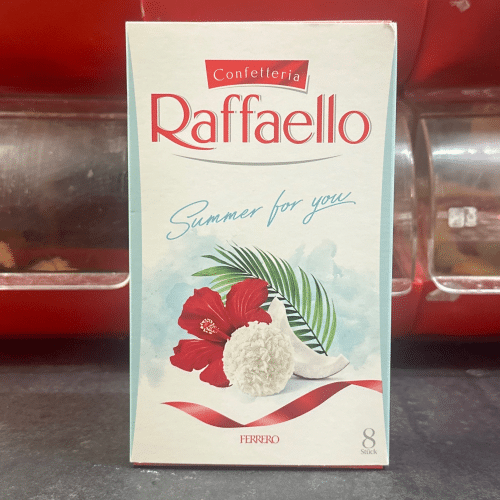 Confetteria
Raffaello
Summer for you
FERRERO
8
Stück